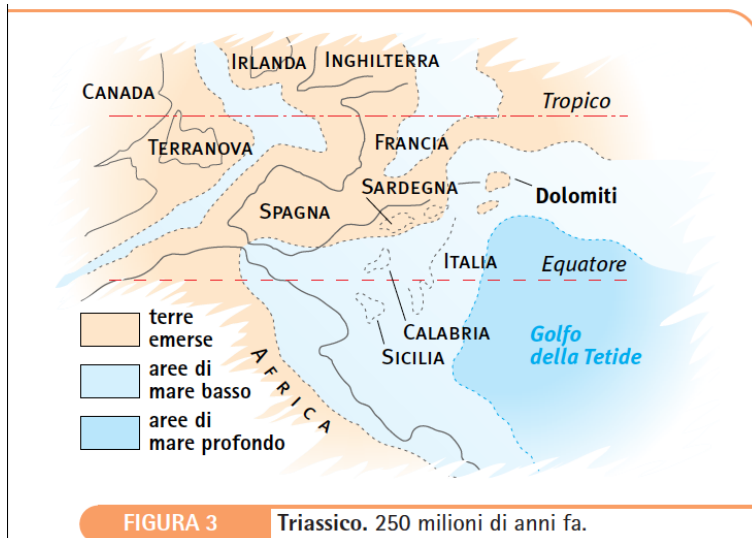 IRLANDA
INGHILTERRA
CANADA
Tropico
TERRANOVA
FRANCIA
SARDEGNA
Dolomiti
SPAGNA
ITALIA
Equatore
terre
emerse
CALABRIA
Golfo
della Tetide
SICILIA
AFRICA
aree di
mare basso
aree di
mare profondo
FIGURA 3 Triassico. 250 milioni di anni fa.